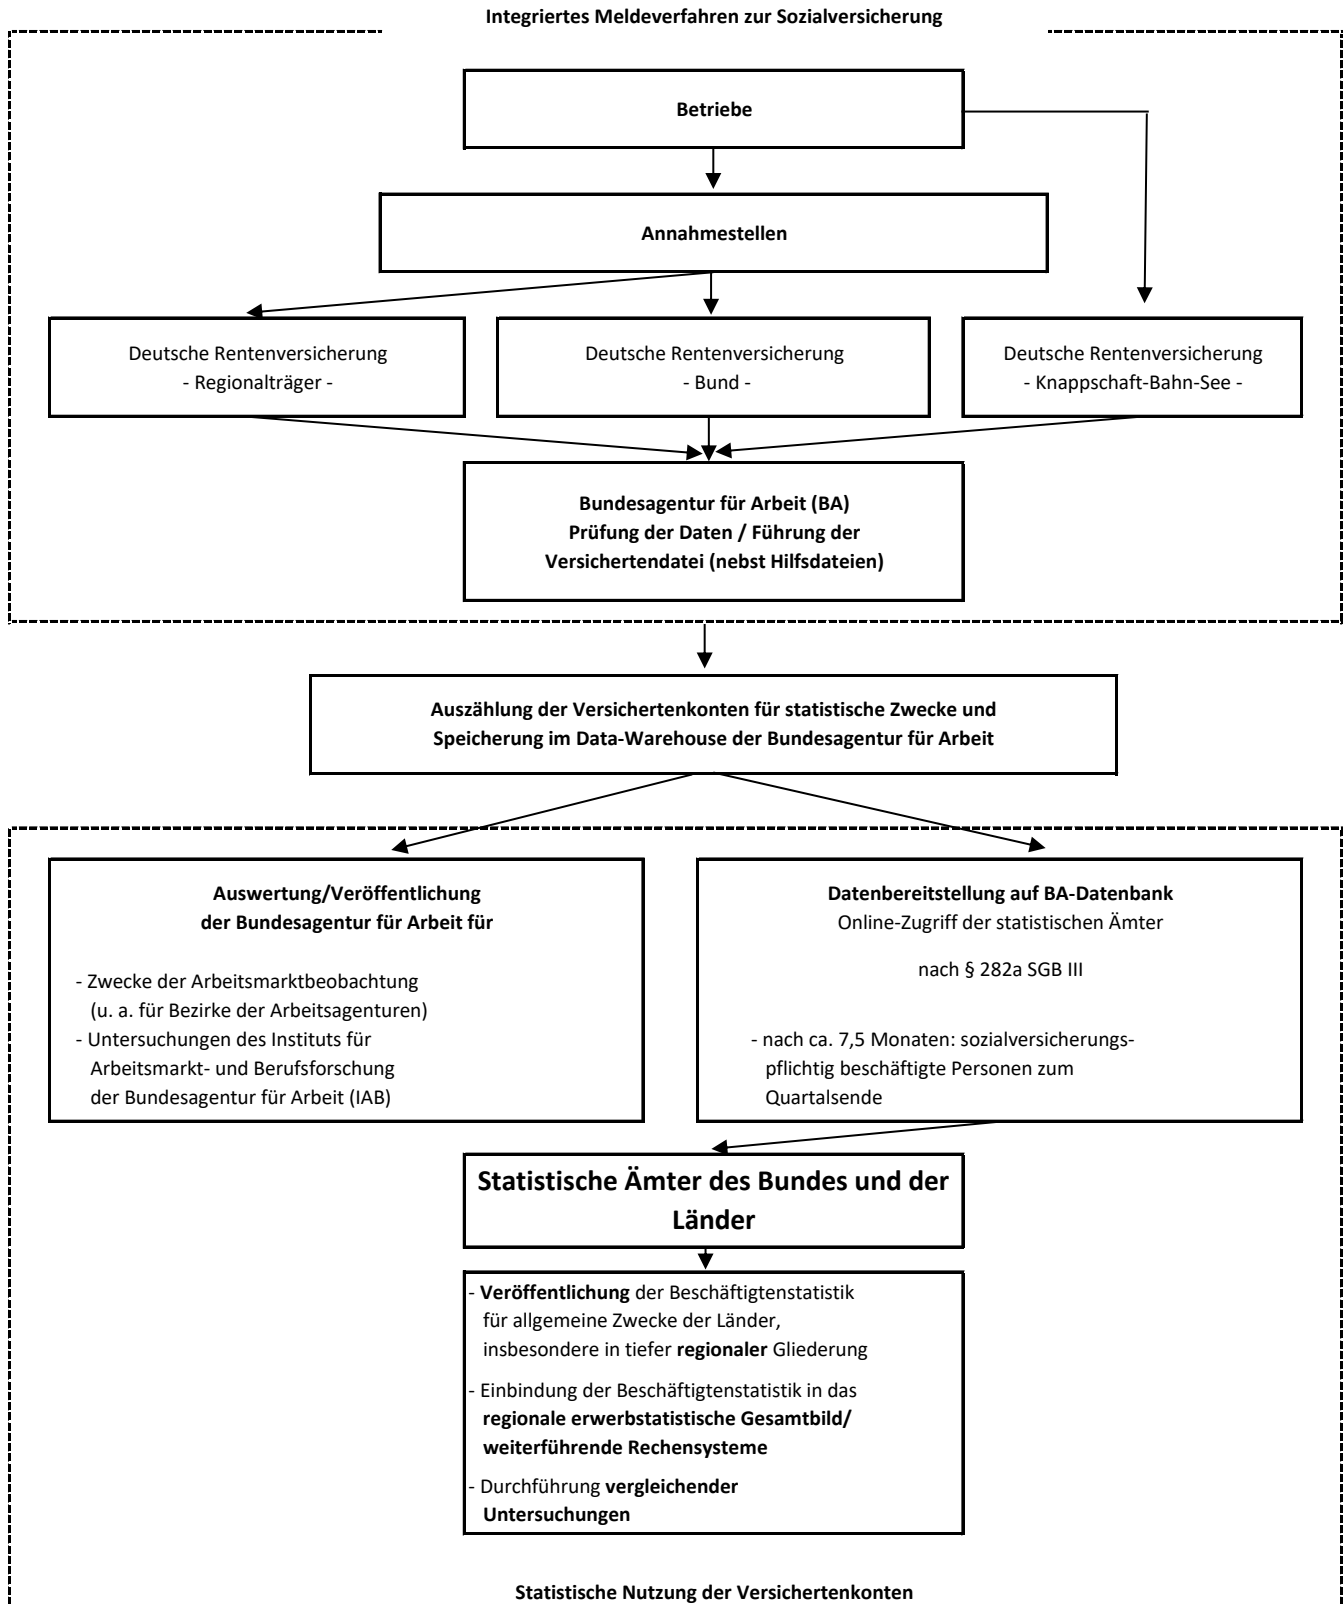 Integriertes Meldeverfahren zur Sozialversicherung
Betriebe
Annahmestellen
Deutsche Rentenversicherung
- Regionalträger -
Deutsche Rentenversicherung
- Bund -
Deutsche Rentenversicherung
- Knappschaft-Bahn-See -
Bundesagentur für Arbeit (BA)
Prüfung der Daten / Führung der
Versichertendatei (nebst Hilfsdateien)
Auszählung der Versichertenkonten für statistische Zwecke und
Speicherung im Data-Warehouse der Bundesagentur für Arbeit
Auswertung/Veröffentlichung
der Bundesagentur für Arbeit für
- Zwecke der Arbeitsmarktbeobachtung
(u. a. für Bezirke der Arbeitsagenturen)
- Untersuchungen des Instituts für
Arbeitsmarkt- und Berufsforschung
der Bundesagentur für Arbeit (IAB)
Datenbereitstellung auf BA-Datenbank
Online-Zugriff der statistischen Ämter
nach § 282a SGB III
- nach ca. 7,5 Monaten: sozialversicherungs-
pflichtig beschäftigte Personen zum
Quartalsende
Statistische Ämter des Bundes und der
Länder
- Veröffentlichung der Beschäftigtenstatistik
für allgemeine Zwecke der Länder,
insbesondere in tiefer regionaler Gliederung
- Einbindung der Beschäftigtenstatistik in das
regionale erwerbstatistische Gesamtbild/
weiterführende Rechensysteme
- Durchführung vergleichender
Untersuchungen
Statistische Nutzung der Versichertenkonten